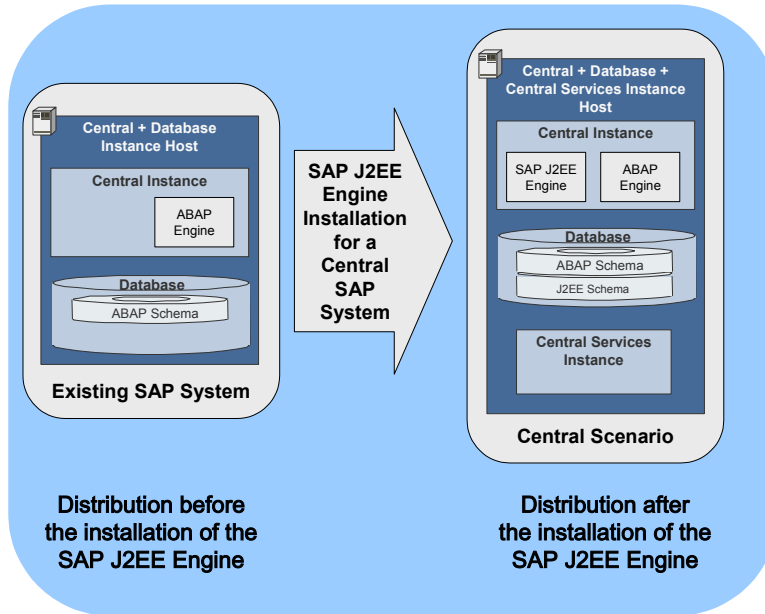 Central + Database
Instance Host
Central Instance
ABAP
Engine
Database
ABAP Schema
Existing SAP System
SAP J2EE
Engine
Installation
for a
Central
SAP
System
Central + Database +
Central Services Instance
Host
Central Instance
SAP J2EE
Engine
ABAP
Engine
Database
ABAP Schema
J2EE Schema
Central Services
Instance
Central Scenario
Distribution before
the installation of the
SAP J2EE Engine
Distribution after
the installation of the
SAP J2EE Engine